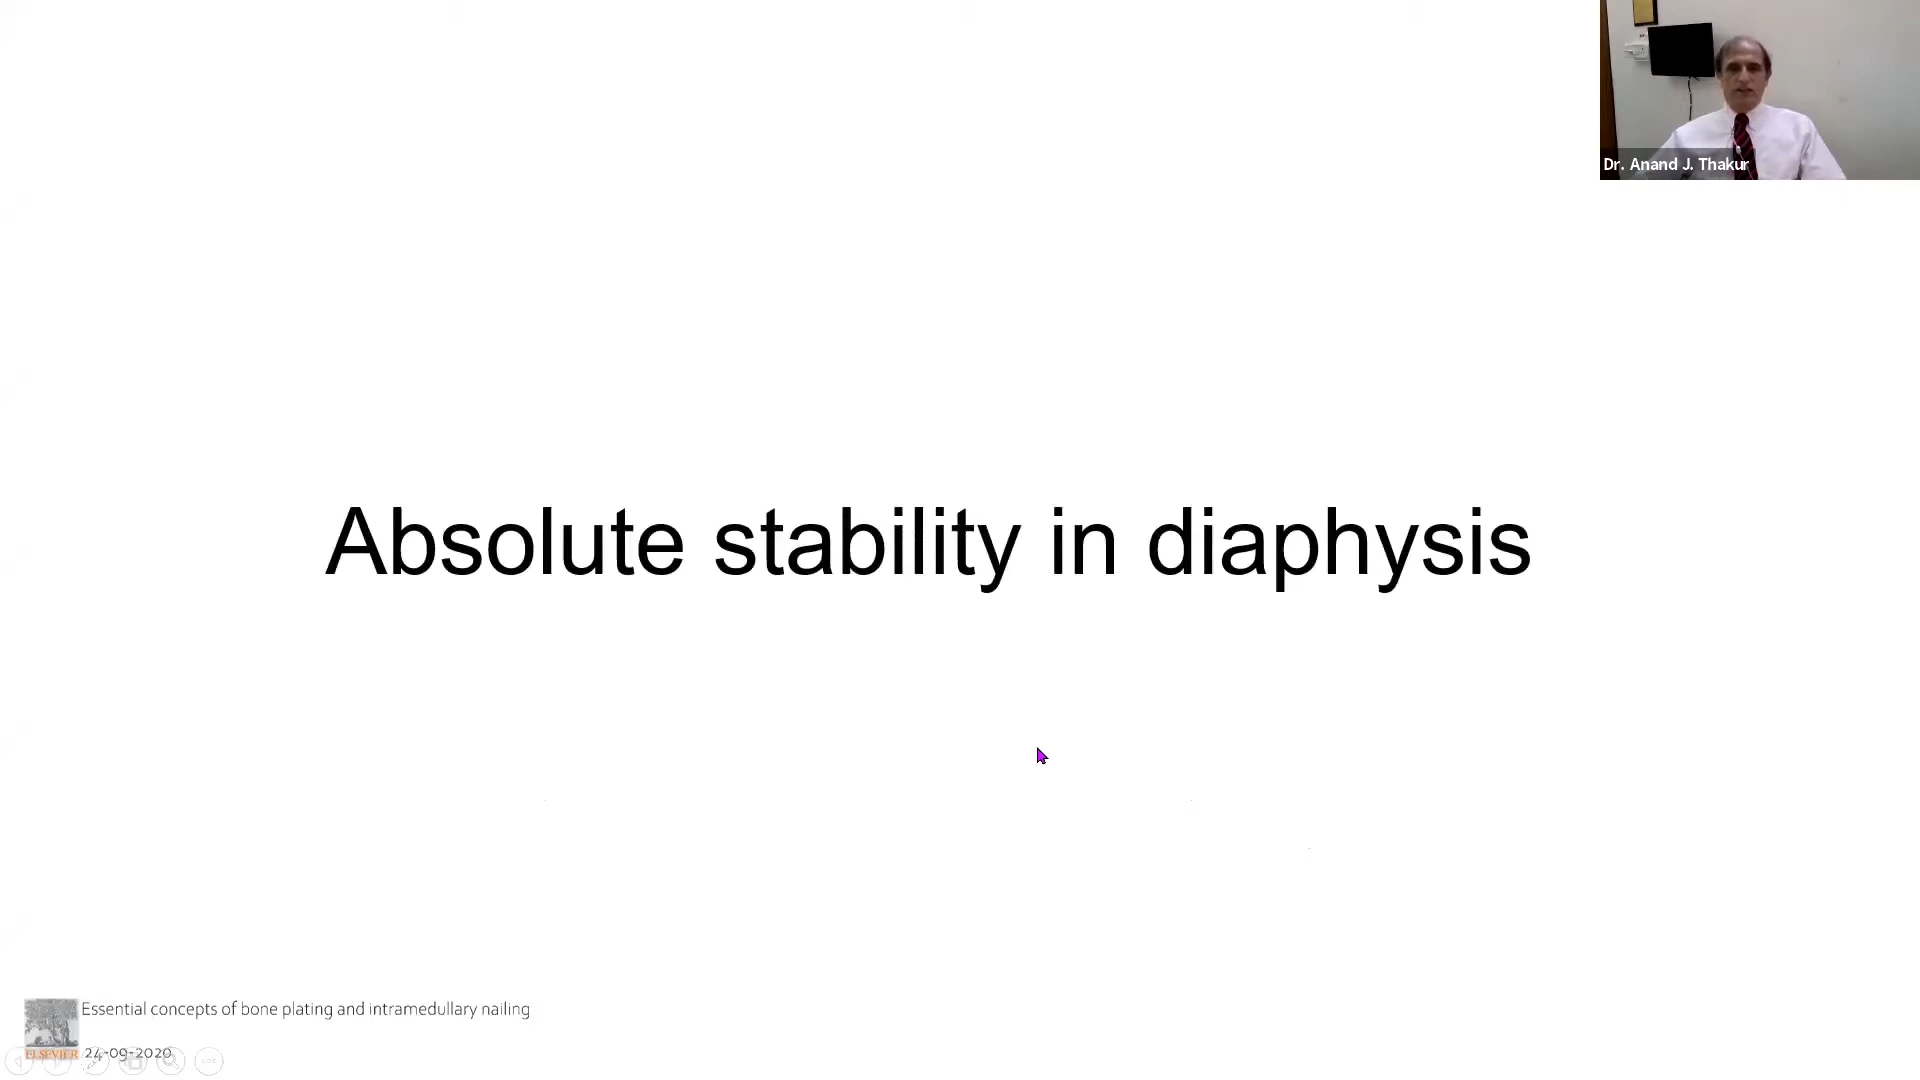 Dr. Anand J. Thakur
Absolute stability in diaphysis
Essential concepts of bone plating and intramedullary nailing
ELSEVIER
24-09-2020